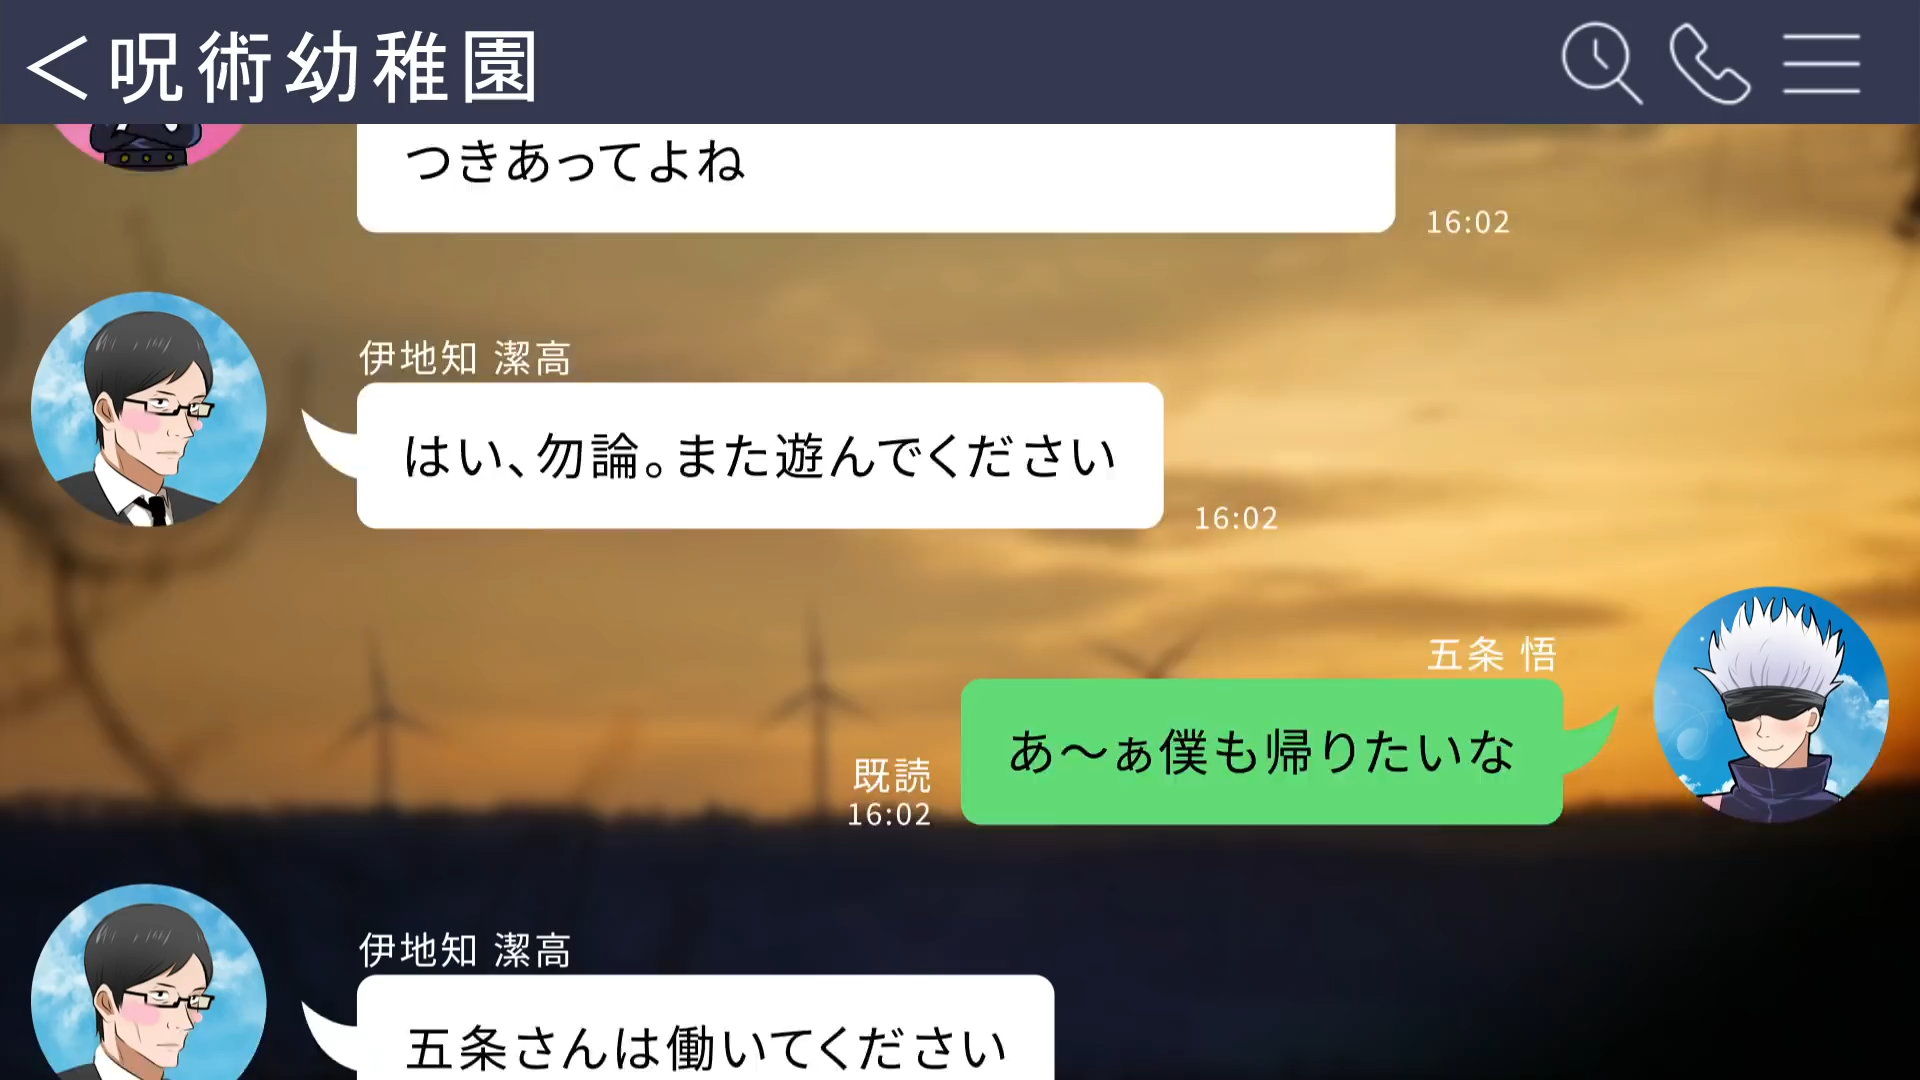 ＜呪術幼稚園
つきあってよね
16:02
伊地知 潔高
はい、勿論。また遊んでください
16:02
五条 悟
あ～ぁ僕も帰りたいな
既読
16:02
伊地知 潔高
五条さんは働いてください